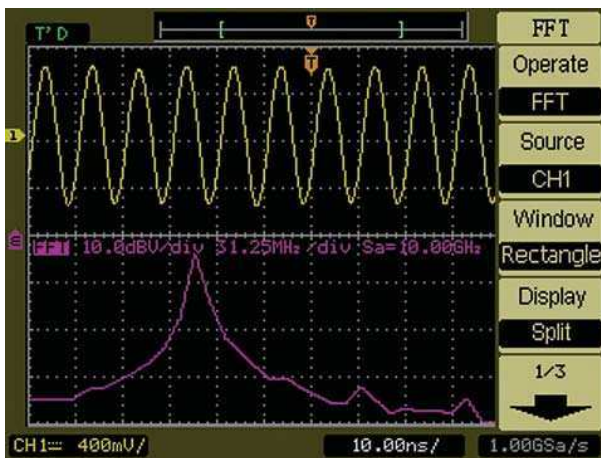 T'D
T
FFT
Operate
FFT
Source
CH1
Window
Rectangle
Display
Split
1/3
T
1
FFT 10.0dBV/div 31.25MHz/div Sa=10.00GHz
CH1 400mV/ 10.00ns/ 1.00GSa/s